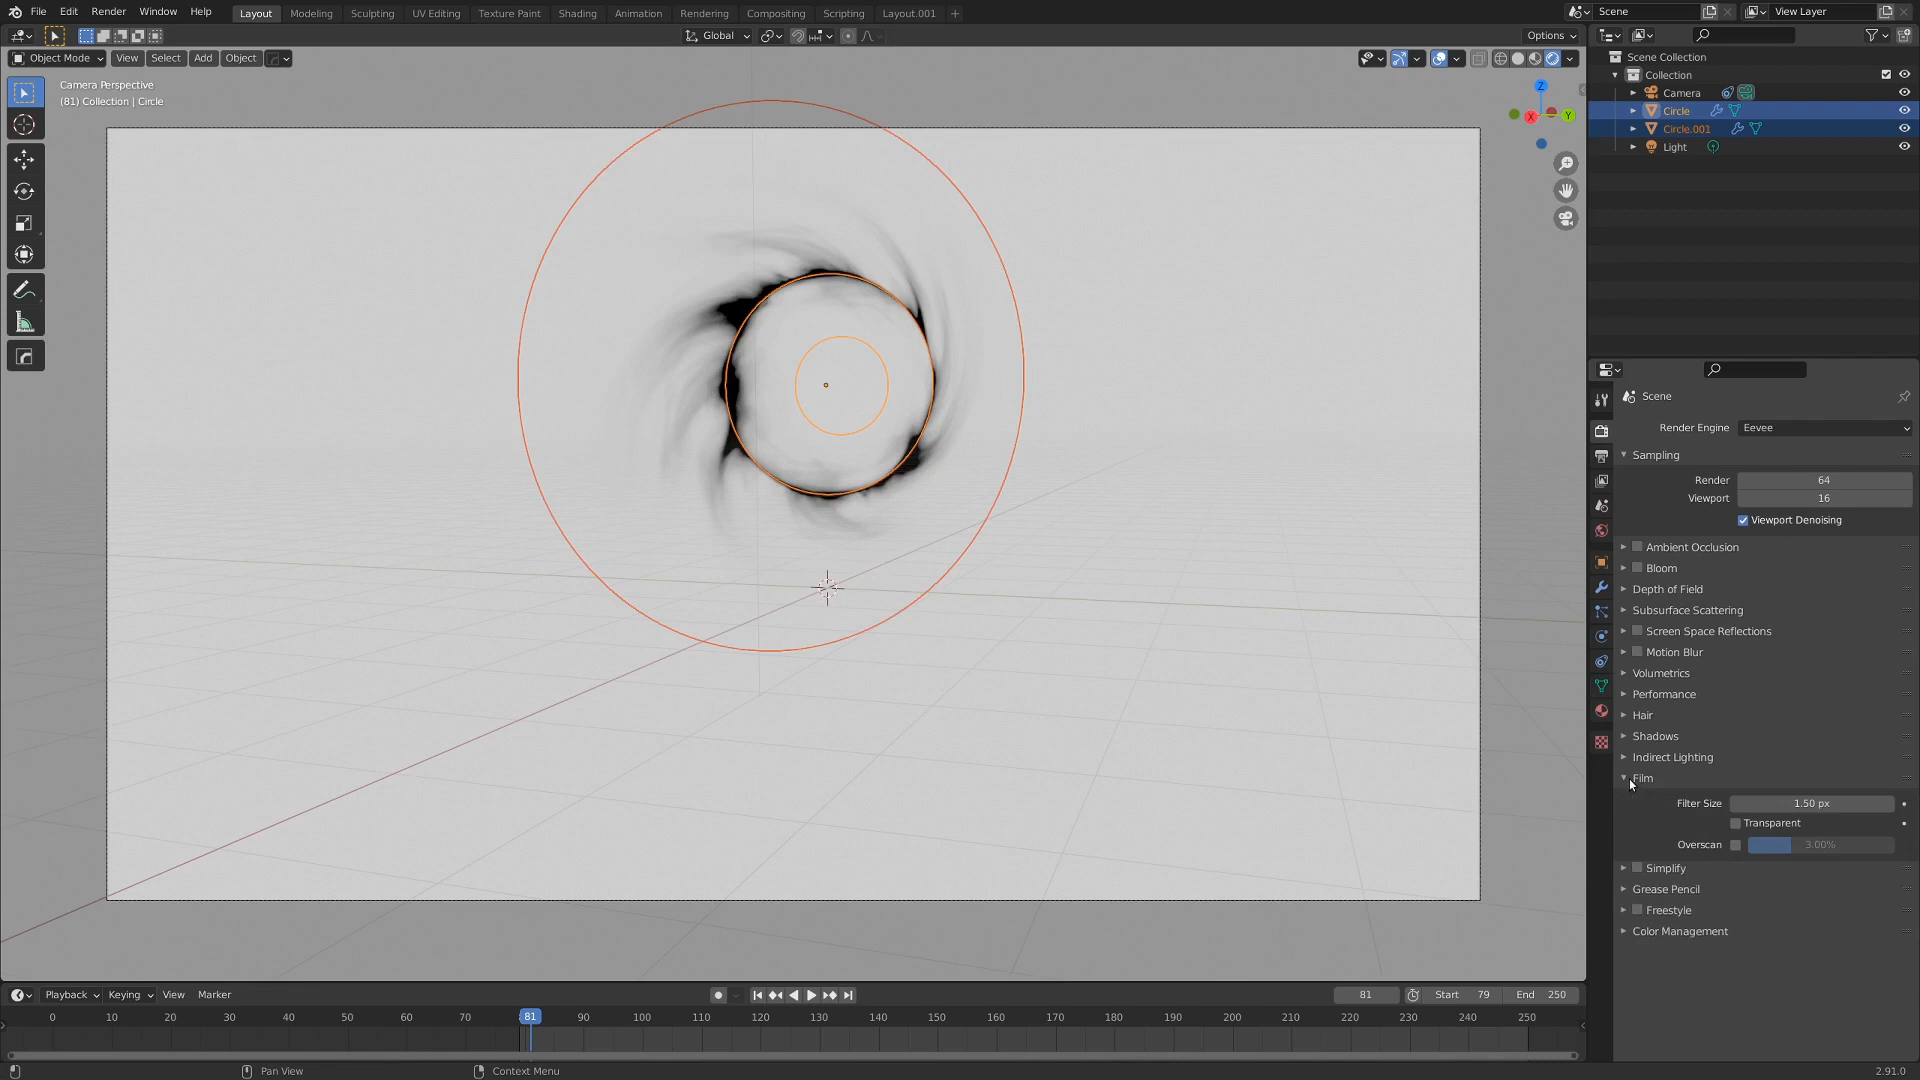 File Edit Render Window Help Layout Modeling Sculpting UV Editing Texture Paint Shading Animation Rendering Compositing Scripting Layout.001 + Scene View Layer
Global Options
Object Mode View Select Add Object
Camera Perspective
(81) Collection | Circle
Z
X
Y
Scene Collection
Collection
Camera
Circle
Circle.001
Light
Scene
Render Engine Eevee
Sampling
Render 64
Viewport 16
Viewport Denoising
Ambient Occlusion
Bloom
Depth of Field
Subsurface Scattering
Screen Space Reflections
Motion Blur
Volumetrics
Performance
Hair
Shadows
Indirect Lighting
Film
Filter Size 1.50 px
Transparent
Overscan 3.00%
Simplify
Grease Pencil
Freestyle
Color Management
Playback Keying View Marker 81 Start 79 End 250
0 10 20 30 40 50 60 70 81 90 100 110 120 130 140 150 160 170 180 190 200 210 220 230 240 250
Pan View Context Menu 2.91.0